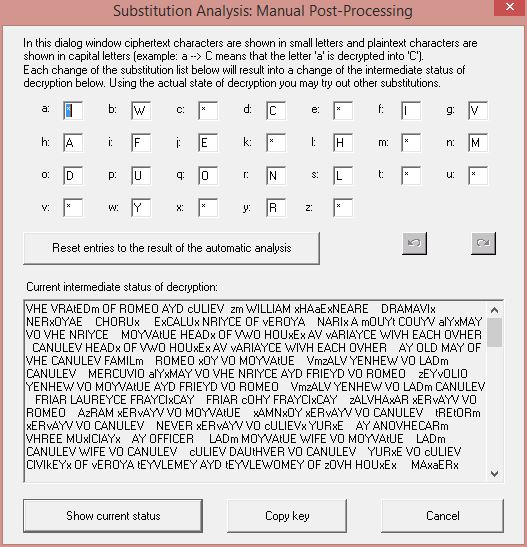 Substitution Analysis: Manual Post-Processing
In this dialog window ciphertext characters are shown in small letters and plaintext characters are
shown in capital letters (example: a --> C means that the letter 'a' is decrypted into 'C').
Each change of the substitution list below will result into a change of the intermediate status of
decryption below. Using the actual state of decryption you may try out other substitutions.
a: * b: W c: * d: C e: * f: I g: V
h: A i: F j: E k: * l: H m: * n: M
o: D p: U q: O r: N s: L t: * u: *
v: * w: Y x: * y: R z: *
Reset entries to the result of the automatic analysis
Current intermediate status of decryption:
VHE VRAtEDm OF ROMEO AYD cULIEV zm WILLIAM xHAaExNEARE DRAMAVIx
NERxOYAE CHORUx ExCALUx NRIYCE OF vEROYA NARIx A mOUYt COUYV aIYxMAY
VO VHE NRIYCE MOYVAtUE HEADx OF VWO HOUxEx AV vARIAYCE WIVH EACH OVHER
CANULEV HEADx OF VWO HOUxEx AV vARIAYCE WIVH EACH OVHER AY OLD MAY OF
VHE CANULEV FAMILm ROMEO xOY VO MOYVAtUE VmzALV YENHEW VO LADm
CANULEV MERCUVIO aIYxMAY VO VHE NRIYCE AYD FRIEYD VO ROMEO zEYvOLIO
YENHEW VO MOYVAtUE AYD FRIEYD VO ROMEO VmzALV YENHEW VO LADm CANULEV
FRIAR LAUREYCE FRAYCIxCAY FRIAR cOHY FRAYCIxCAY zALVHAxAR xERvAYV VO
ROMEO AzRAM xERvAYV VO MOYVAtUE xAMNxOY xERvAYV VO CANULEV tREtORm
xERvAYV VO CANULEV NEVER xERvAYV VO cULIEVx YURxE AY ANOVHECARm
VHREE MUxICIAYx AY OFFICER LADm MOYVAtUE WIFE VO MOYVAtUE LADm
CANULEV WIFE VO CANULEV cULIEV DAUtHVER VO CANULEV YURxE VO cULIEV
CIVIkEYx OF vEROYA tEYVLEMEY AYD tEYVLEWOMEY OF zOVH HOUxEx MAxaERx
Show current status
Copy key
Cancel